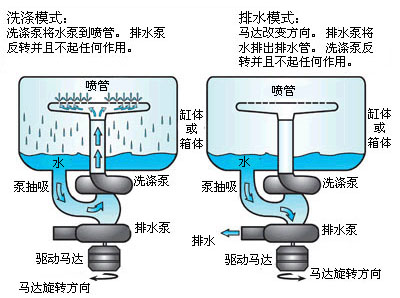 洗涤模式：
洗涤泵将水泵到喷管。 排水泵
反转并且不起任何作用。
喷管
缸体
或
箱体
水
泵抽吸
洗涤泵
排水泵
驱动马达
马达旋转方向
排水模式：
马达改变方向。 排水泵将
水排出排水管。 洗涤泵反
转并且不起任何作用。
喷管
缸体
或
箱体
水
泵抽吸
洗涤泵
排水泵
排水
驱动马达
马达旋转方向